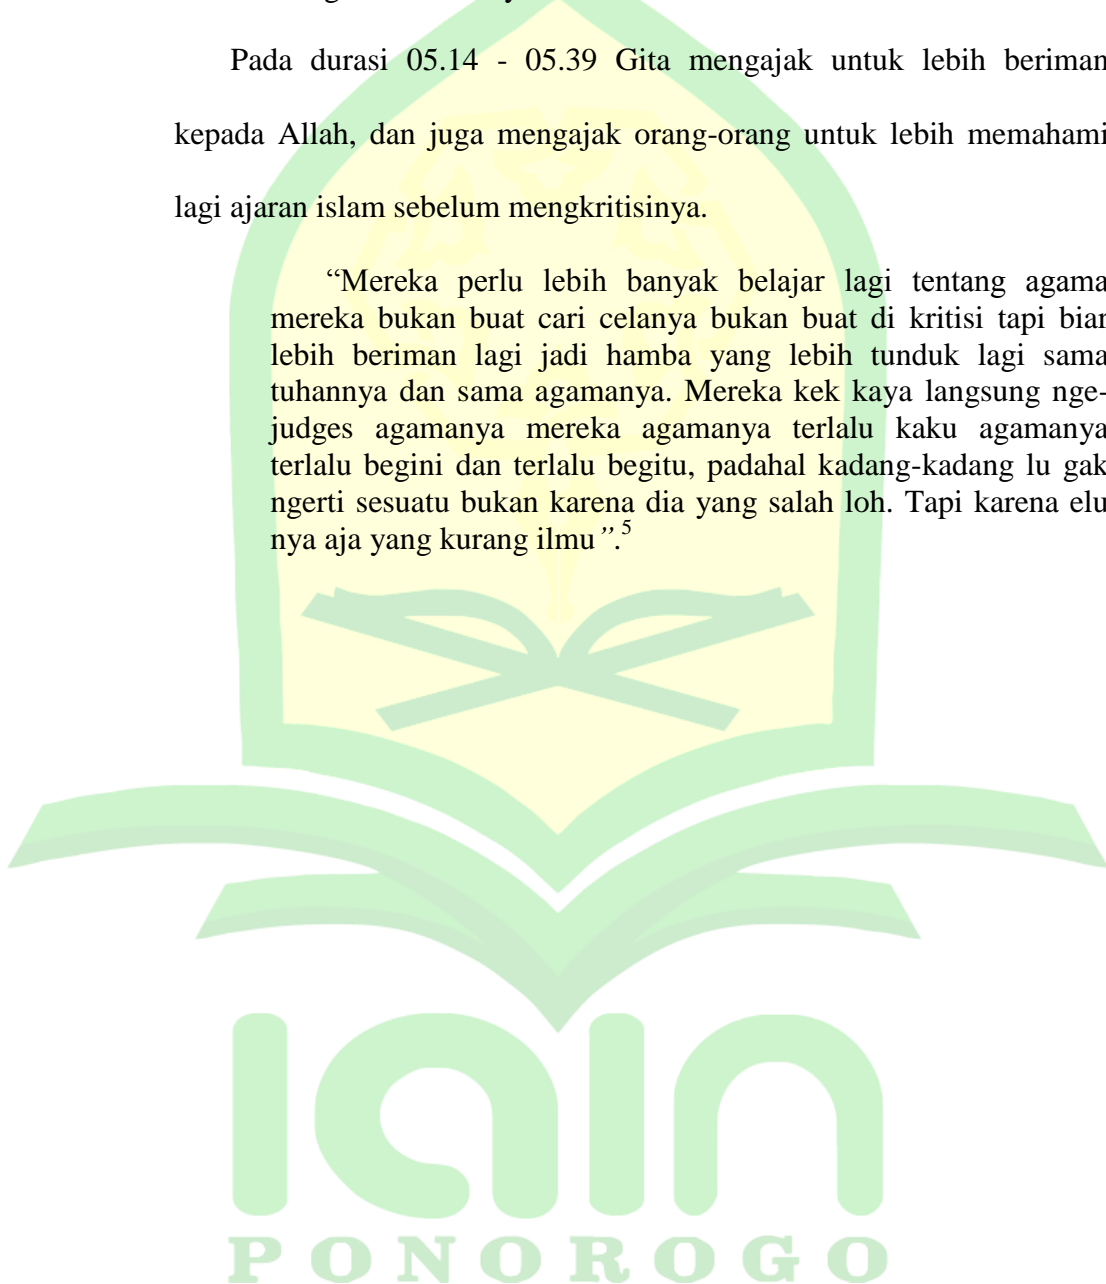 Pada durasi 05.14 - 05.39 Gita mengajak untuk lebih beriman
kepada Allah, dan juga mengajak orang-orang untuk lebih memahami
lagi ajaran islam sebelum mengkritisinya.
“Mereka perlu lebih banyak belajar lagi tentang agama
mereka bukan buat cari celanya bukan buat di kritisi tapi biar
lebih beriman lagi jadi hamba yang lebih tunduk lagi sama
tuhannya dan sama agamanya. Mereka kek kaya langsung nge-
judges agamanya mereka agamanya terlalu kaku agamanya
terlalu begini dan terlalu begitu, padahal kadang-kadang lu gak
ngerti sesuatu bukan karena dia yang salah loh. Tapi karena elu
nya aja yang kurang ilmu”.5
iain
PONOROGO